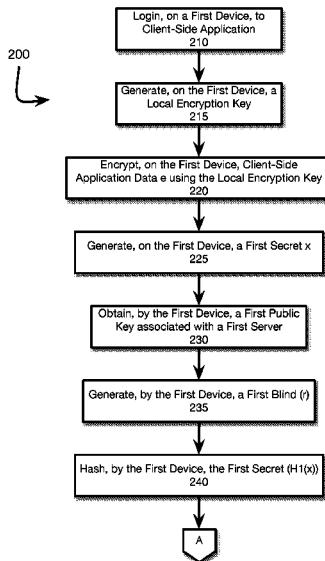 200
Login, on a First Device, to
Client-Side Application
210
Generate, on the First Device, a
Local Encryption Key
215
Encrypt, on the First Device, Client-Side
Application Data e using the Local Encryption Key
220
Generate, on the First Device, a First Secret x
225
Obtain, by the First Device, a First Public
Key associated with a First Server
230
Generate, by the First Device, a First Blind (r)
235
Hash, by the First Device, the First Secret (H1(x))
240
A